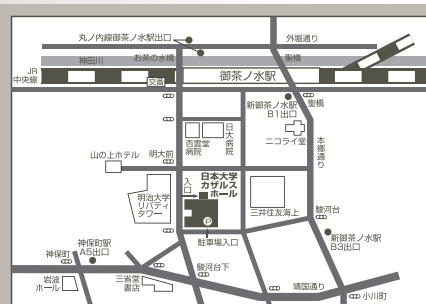 丸ノ内線御茶ノ水駅出口
外堀通り
お茶の水橋
聖橋
神田川
JR
中央線
御茶ノ水駅
交番
新御茶ノ水駅
B1出口
聖橋
杏雲堂
病院
日大病院
ニコライ堂
本郷通り
山の上ホテル
明大前
入口
日本大学
カザルス
ホール
明治大学
リバティ
タワー
三井住友海上
P
駿河台
駐車場入口
新御茶ノ水駅
B3出口
神保町駅
A5出口
神保町
駿河台下
岩波
ホール
三省堂
書店
靖国通り
小川町